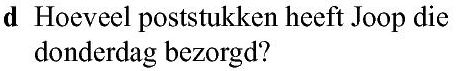 d Hoeveel poststukken heeft Joop die
donderdag bezorgd?